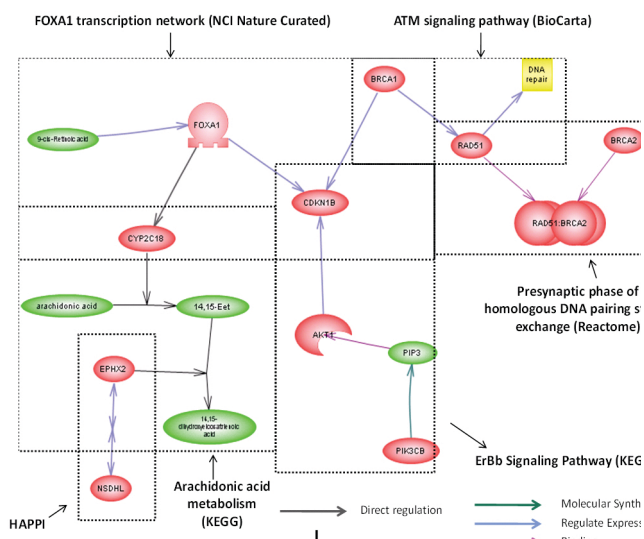 FOXA1 transcription network (NCI Nature Curated)
ATM signaling pathway (BioCarta)
BRCA1
DNA
repair
FOXA1
9-cis-Retinoic acid
RAD51
BRCA2
CDKN1B
CYP2C18
RAD51:BRCA2
arachidonic acid
14,15-Eet
Presynaptic phase of
homologous DNA pairing st
exchange (Reactome)
AKT1
PIP3
EPHX2
14,15-
acid
PIK3CB
ErBb Signaling Pathway (KEG
NSDHL
Arachidonic acid
metabolism
(KEGG)
HAPPI
Direct regulation
Molecular Synth
Regulate Express